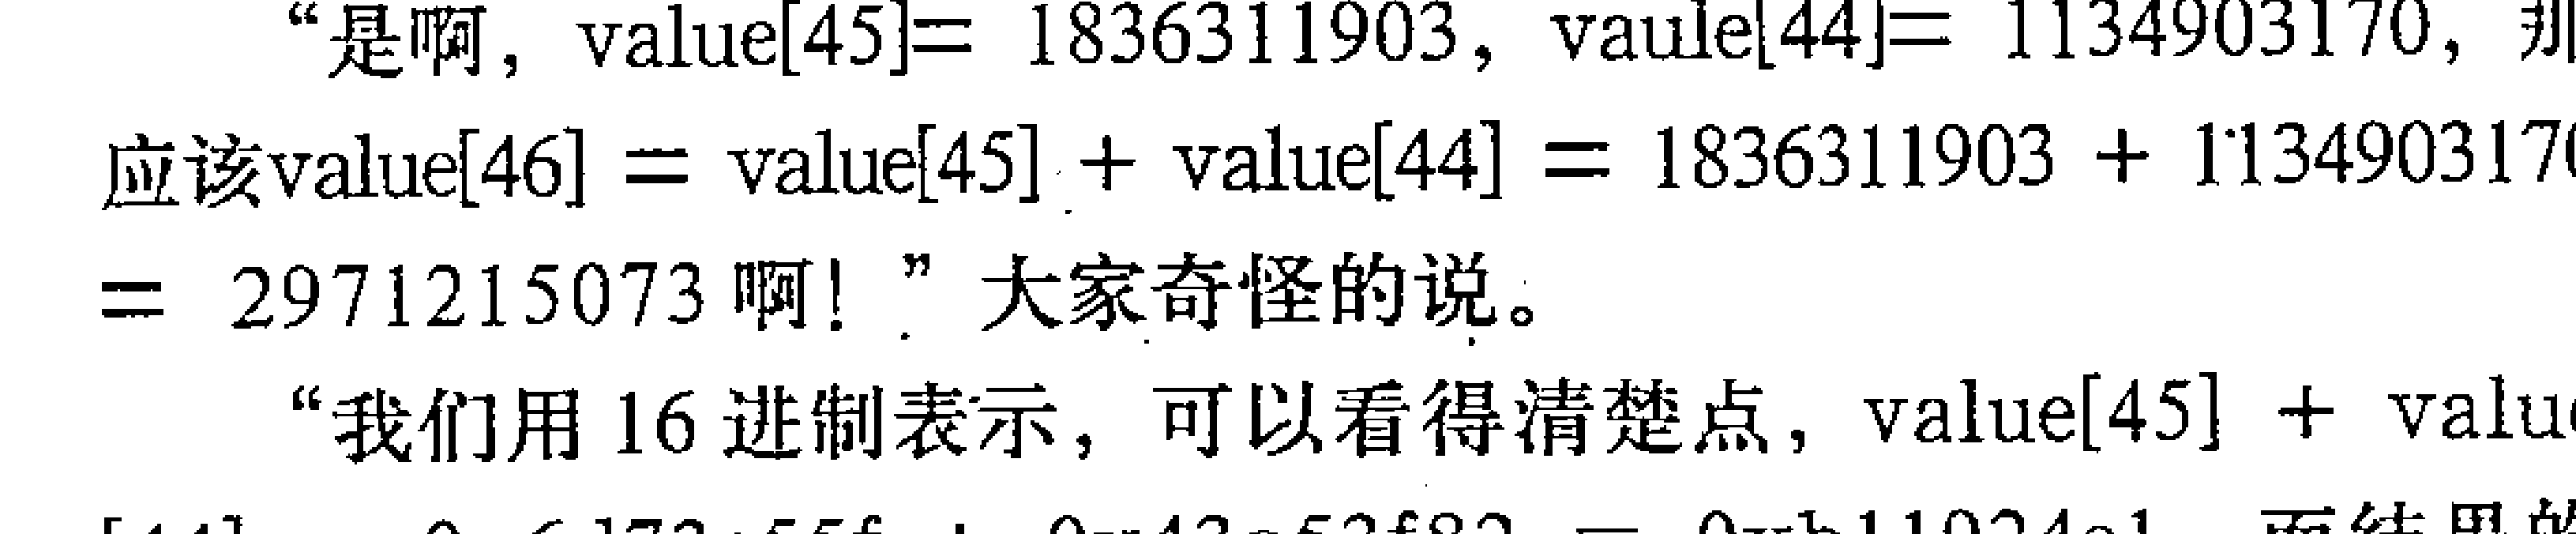 “是啊，value[45]= 1836311903，vaule[44]= 1134903170，那
应该value[46] = value[45] + value[44] = 1836311903 + 1134903170
= 2971215073 啊！” 大家奇怪的说。
“我们用 16 进制表示，可以看得清楚点，value[45] + value